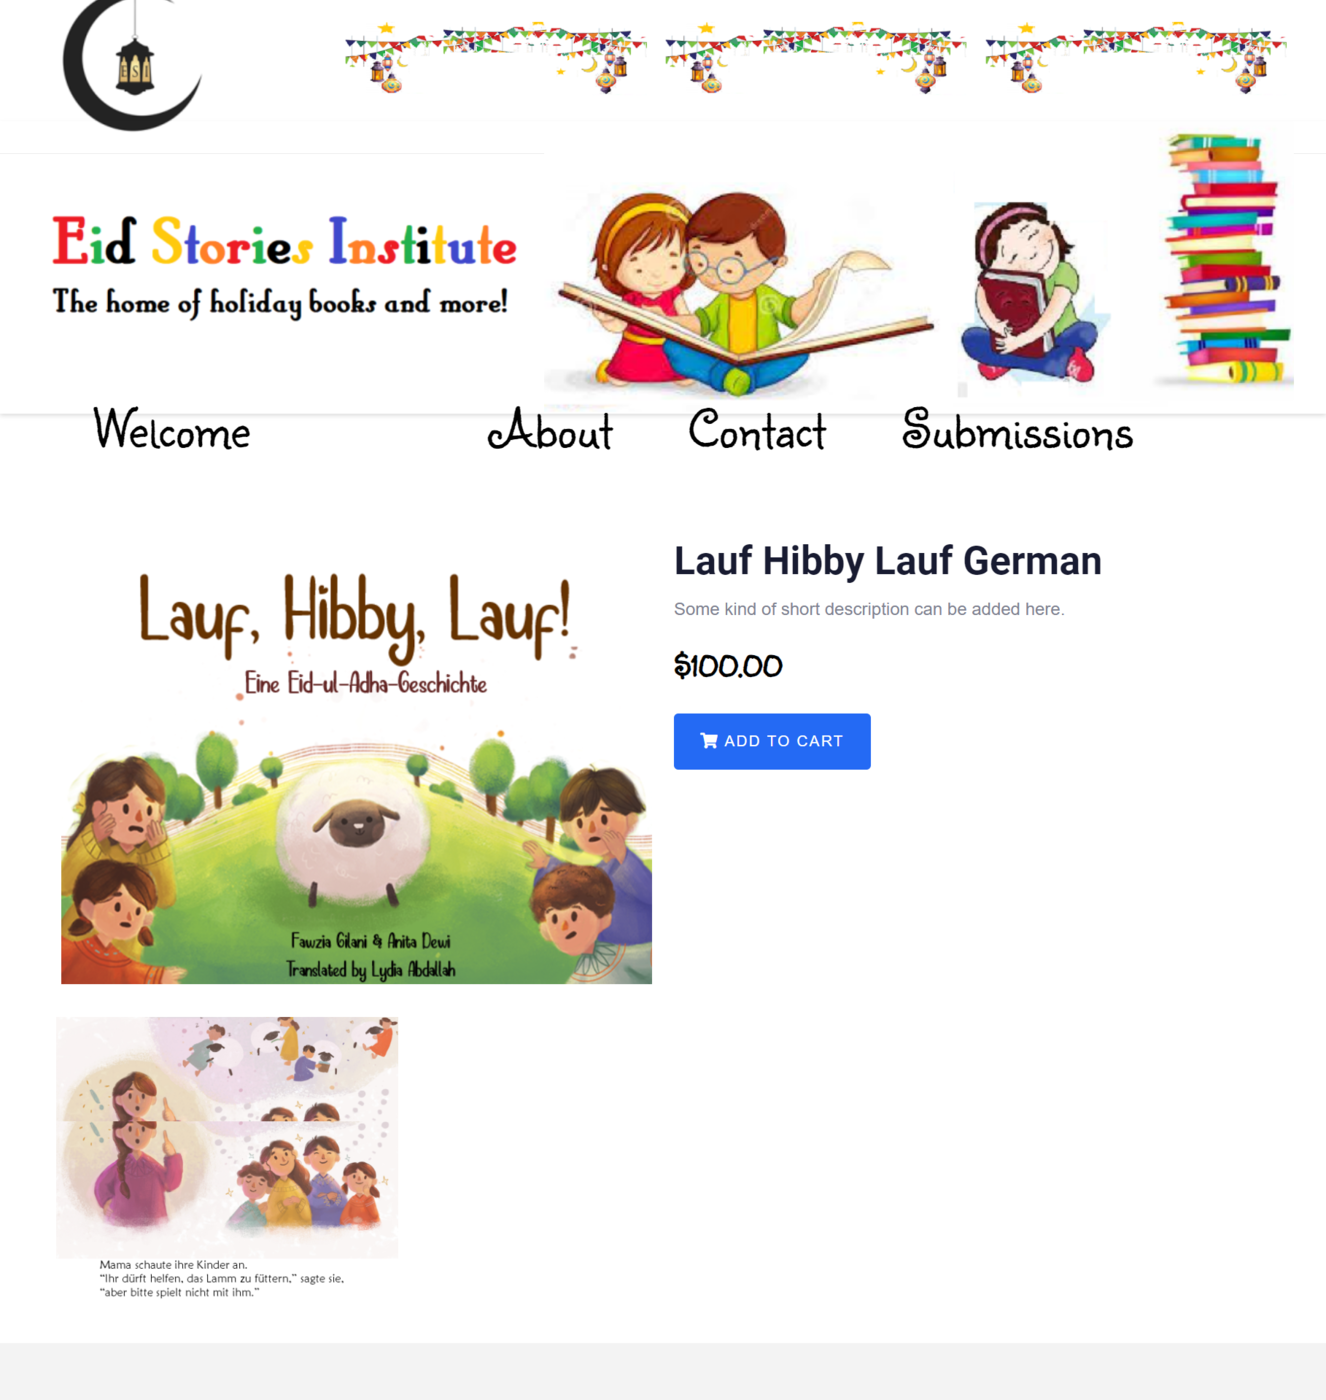 ESI
Eid Stories Institute
The home of holiday books and more!
Welcome About Contact Submissions
Lauf, Hibby, Lauf!
Eine Eid-ul-Adha-Geschichte
Fawzia Gilani & Anita Dewi
Translated by Lydia Abdallah
Lauf Hibby Lauf German
Some kind of short description can be added here.
$100.00
ADD TO CART
Mama schaute ihre Kinder an.
“Ihr dürft helfen, das Lamm zu füttern,” sagte sie,
“aber bitte spielt nicht mit ihm.”